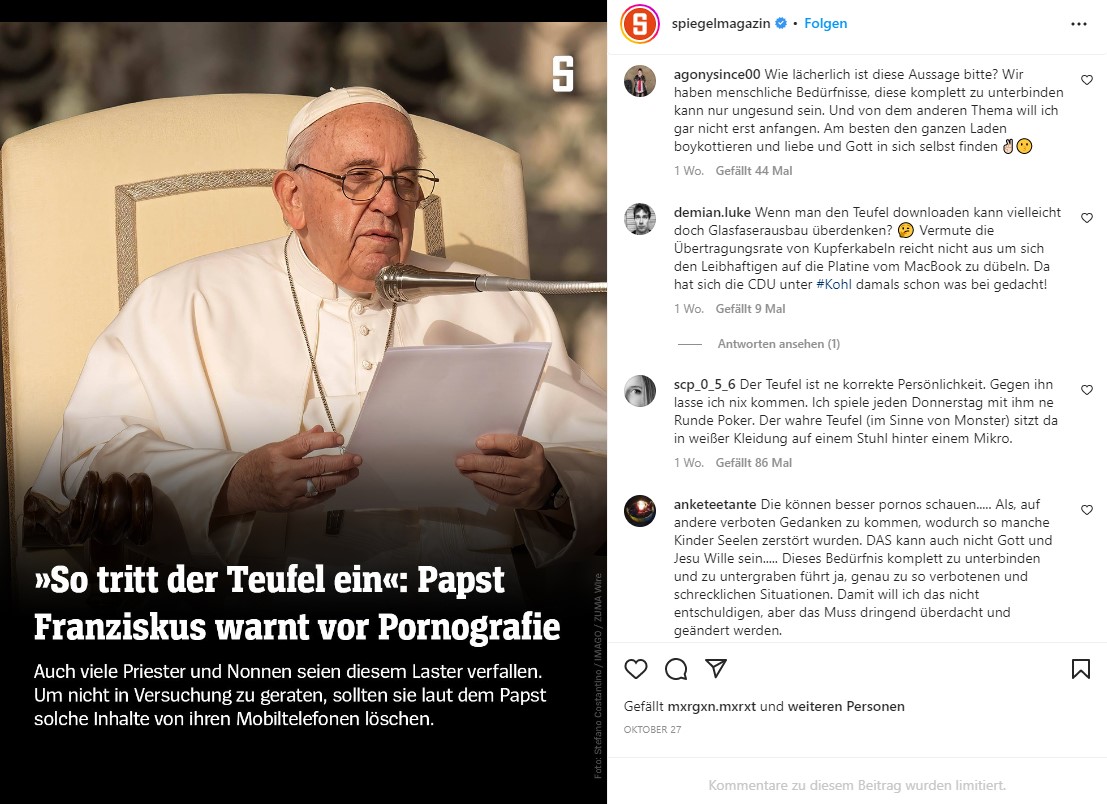 S
»So tritt der Teufel ein«: Papst
Franziskus warnt vor Pornografie
Auch viele Priester und Nonnen seien diesem Laster verfallen.
Um nicht in Versuchung zu geraten, sollten sie laut dem Papst
solche Inhalte von ihren Mobiltelefonen löschen.
Foto: Stefano Costantino / IMAGO / ZUMA Wire
S
spiegelmagazin • Folgen
agonysince00 Wie lächerlich ist diese Aussage bitte? Wir
haben menschliche Bedürfnisse, diese komplett zu unterbinden
kann nur ungesund sein. Und von dem anderen Thema will ich
gar nicht erst anfangen. Am besten den ganzen Laden
boykottieren und liebe und Gott in sich selbst finden ✌🏻😶
1 Wo. Gefällt 44 Mal
demian.luke Wenn man den Teufel downloaden kann vielleicht
doch Glasfaserausbau überdenken? 🤔 Vermute die
Übertragungsrate von Kupferkabeln reicht nicht aus um sich
den Leibhaftigen auf die Platine vom MacBook zu dübeln. Da
hat sich die CDU unter #Kohl damals schon was bei gedacht!
1 Wo. Gefällt 9 Mal
Antworten ansehen (1)
scp_0_5_6 Der Teufel ist ne korrekte Persönlichkeit. Gegen ihn
lasse ich nix kommen. Ich spiele jeden Donnerstag mit ihm ne
Runde Poker. Der wahre Teufel (im Sinne von Monster) sitzt da
in weißer Kleidung auf einem Stuhl hinter einem Mikro.
1 Wo. Gefällt 86 Mal
anketeetante Die können besser pornos schauen..... Als, auf
andere verboten Gedanken zu kommen, wodurch so manche
Kinder Seelen zerstört wurden. DAS kann auch nicht Gott und
Jesu Wille sein..... Dieses Bedürfnis komplett zu unterbinden
und zu untergraben führt ja, genau zu so verbotenen und
schrecklichen Situationen. Damit will ich das nicht
entschuldigen, aber das Muss dringend überdacht und
geändert werden.
Gefällt mxrgxn.mxrxt und weiteren Personen
OKTOBER 27
Kommentare zu diesem Beitrag wurden limitiert.